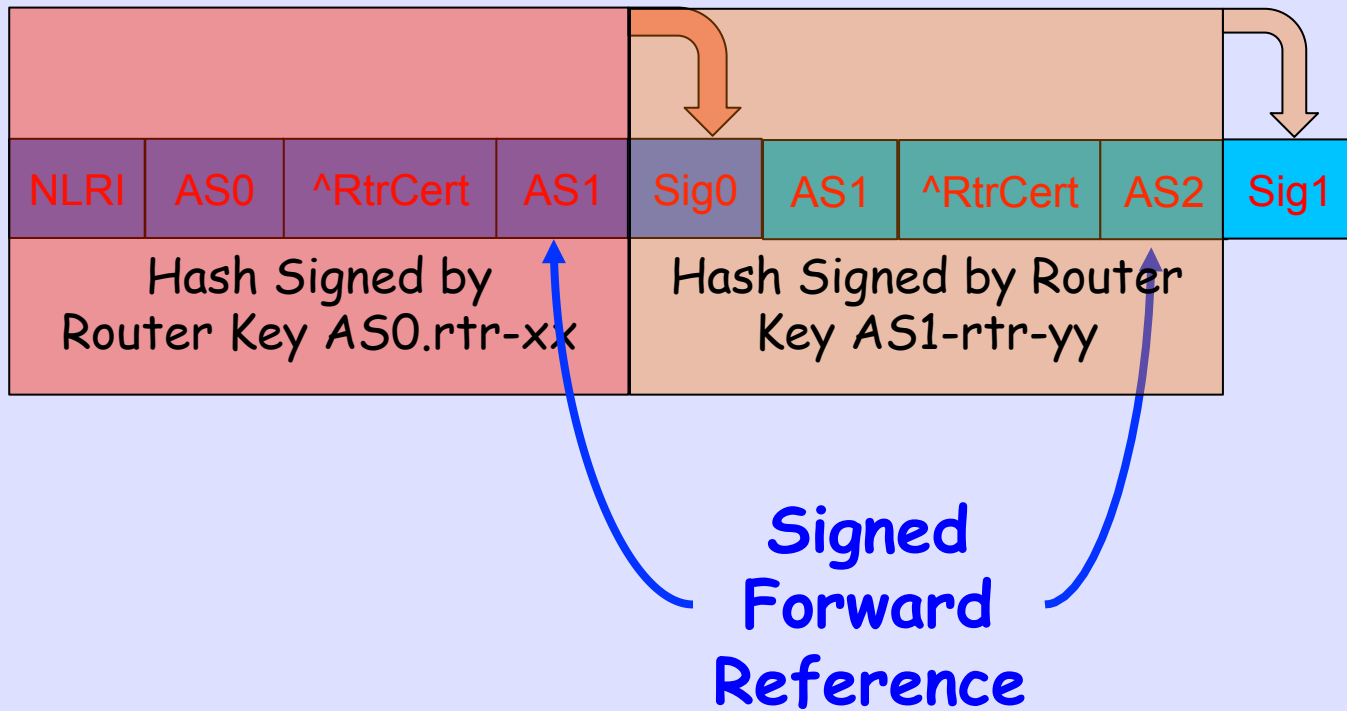 NLRI AS0 ^RtrCert AS1 Sig0 AS1 ^RtrCert AS2 Sig1
Hash Signed by
Router Key AS0.rtr-xx
Hash Signed by Router
Key AS1-rtr-yy
Signed
Forward
Reference